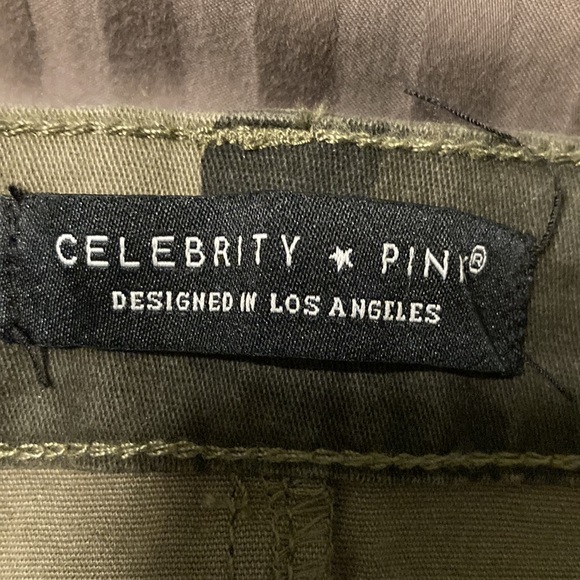 CELEBRITY ★ PINK®
DESIGNED IN LOS ANGELES